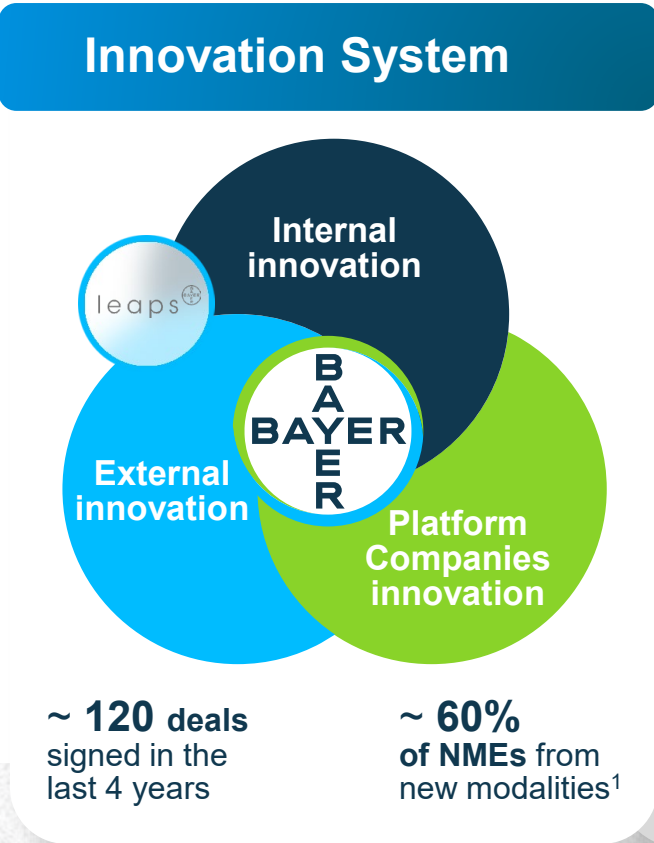 Innovation System
Internal
innovation
leaps
BAYER
BAYER
External
innovation
Platform
Companies
innovation
~ 120 deals
signed in the
last 4 years
~ 60%
of NMEs from
new modalities¹